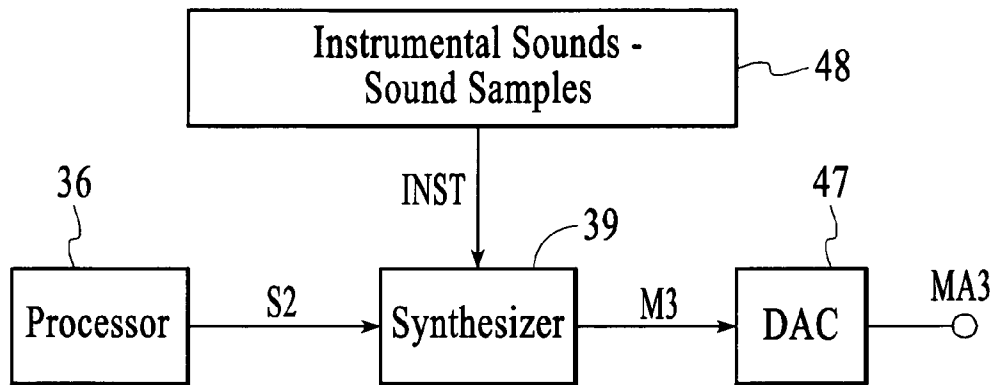 Instrumental Sounds -
Sound Samples
48
INST
36
39
47
Processor
S2
Synthesizer
M3
DAC
MA3